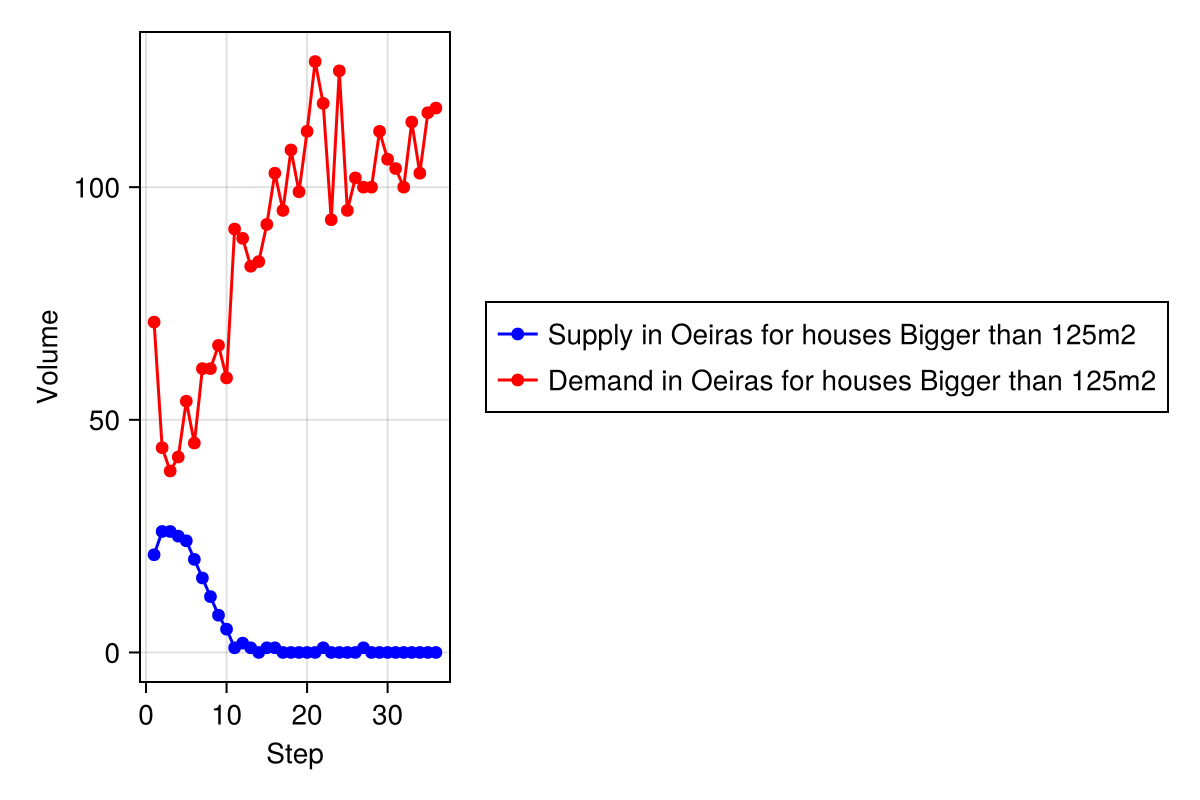 Volume
100
50
0
0 10 20 30
Step
Supply in Oeiras for houses Bigger than 125m2
Demand in Oeiras for houses Bigger than 125m2